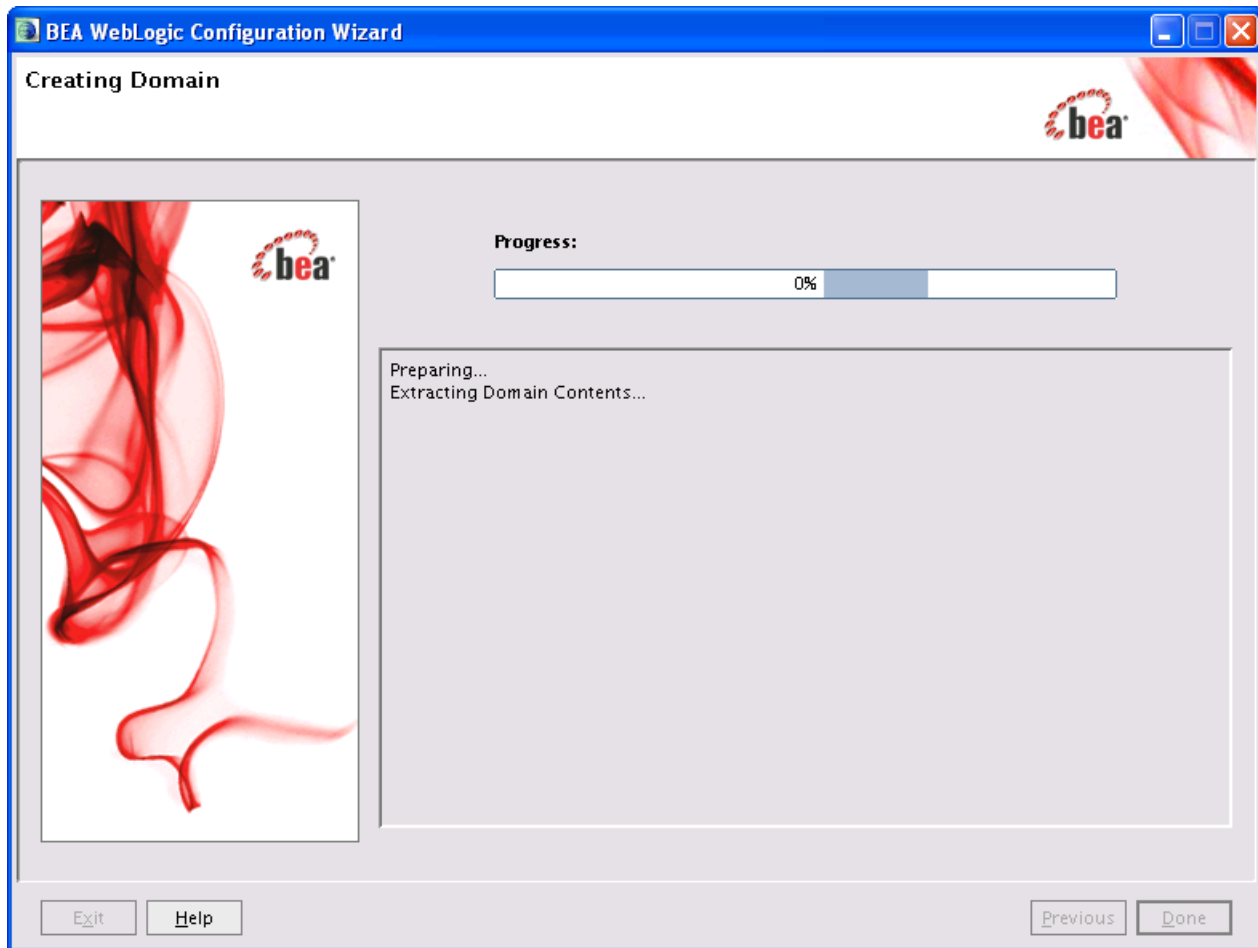 BEA WebLogic Configuration Wizard
Creating Domain
bea
bea
Progress:
0%
Preparing...
Extracting Domain Contents...
Exit
Help
Previous
Done